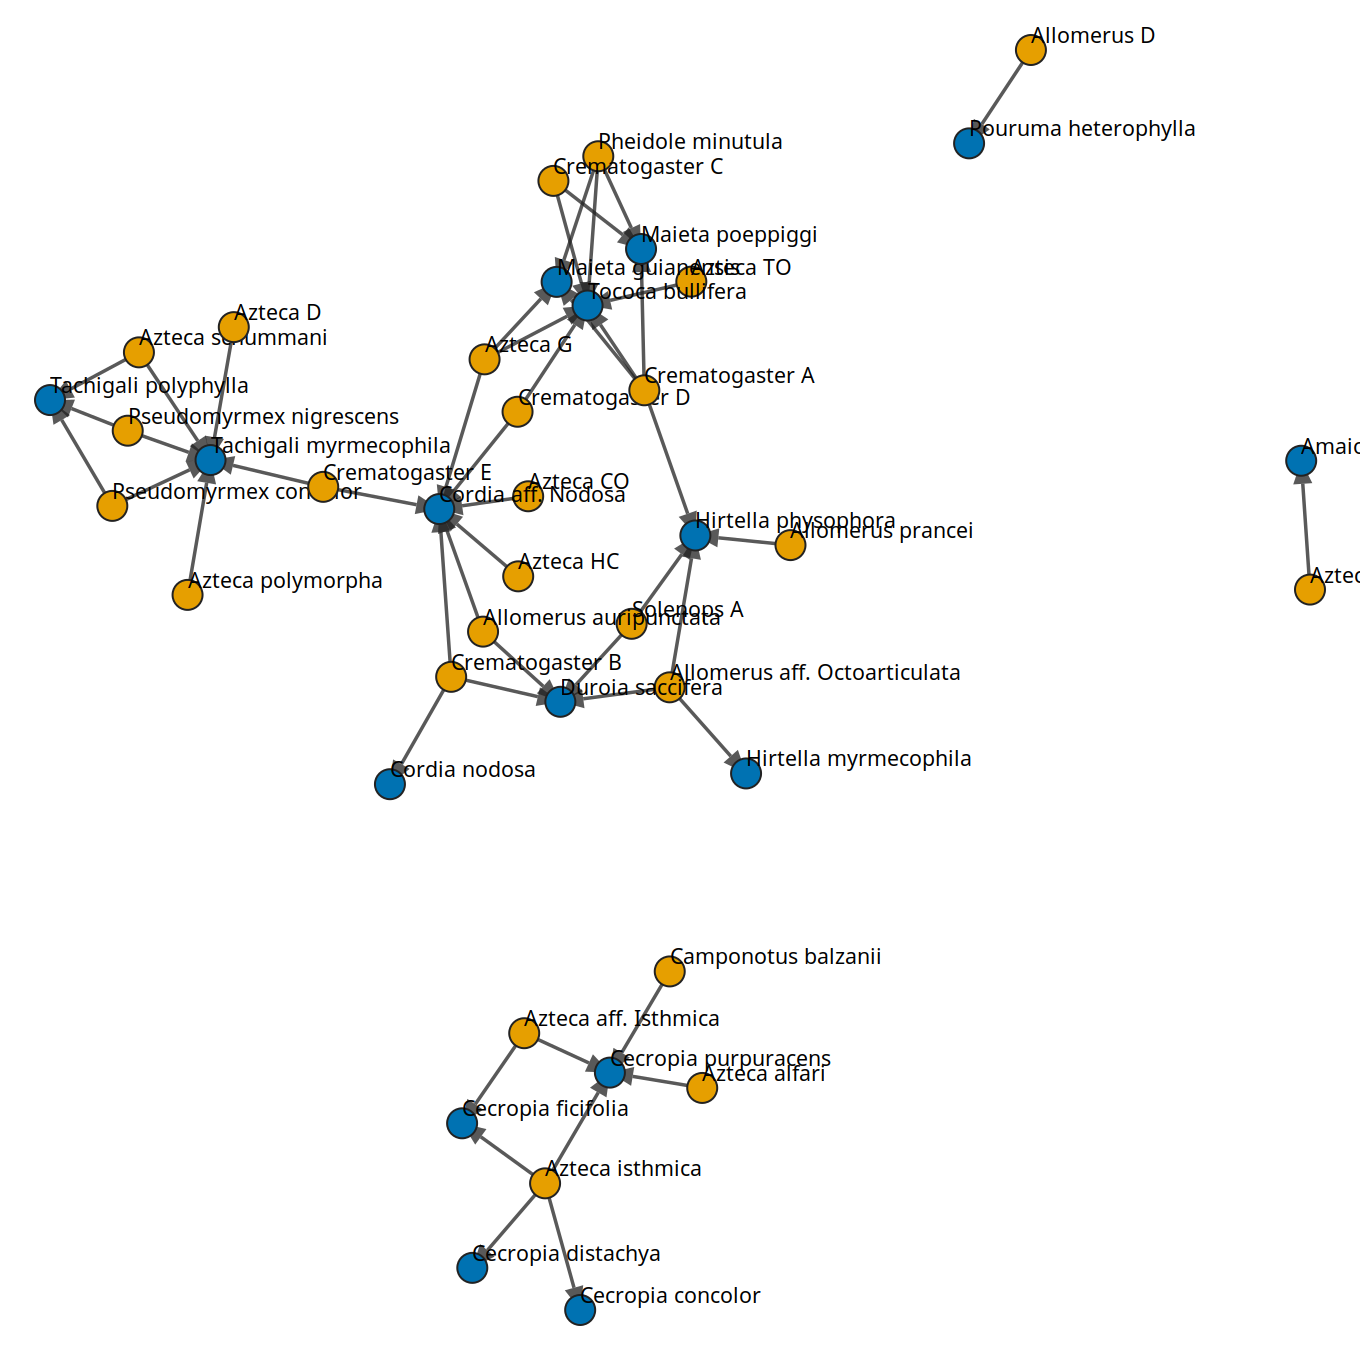 Allomerus D
Pouruma heterophylla
Pheidole minutula
Crematogaster C
Maieta poeppiggi
Maieta guianensis
Azteca TO
Tococa bullifera
Azteca D
Azteca schummani
Azteca G
Tachigali polyphylla
Crematogaster A
Crematogaster D
Pseudomyrmex nigrescens
Tachigali myrmecophila
Crematogaster E
Azteca CO
Cordia aff. Nodosa
Pseudomyrmex concolor
Hirtella physophora
Allomerus prancei
Azteca HC
Azteca polymorpha
Solenops A
Allomerus auripunctata
Crematogaster B
Allomerus aff. Octoarticulata
Duroia saccifera
Cordia nodosa
Hirtella myrmecophila
Camponotus balzanii
Azteca aff. Isthmica
Cecropia purpuracens
Azteca alfari
Cecropia ficifolia
Azteca isthmica
Cecropia distachya
Cecropia concolor